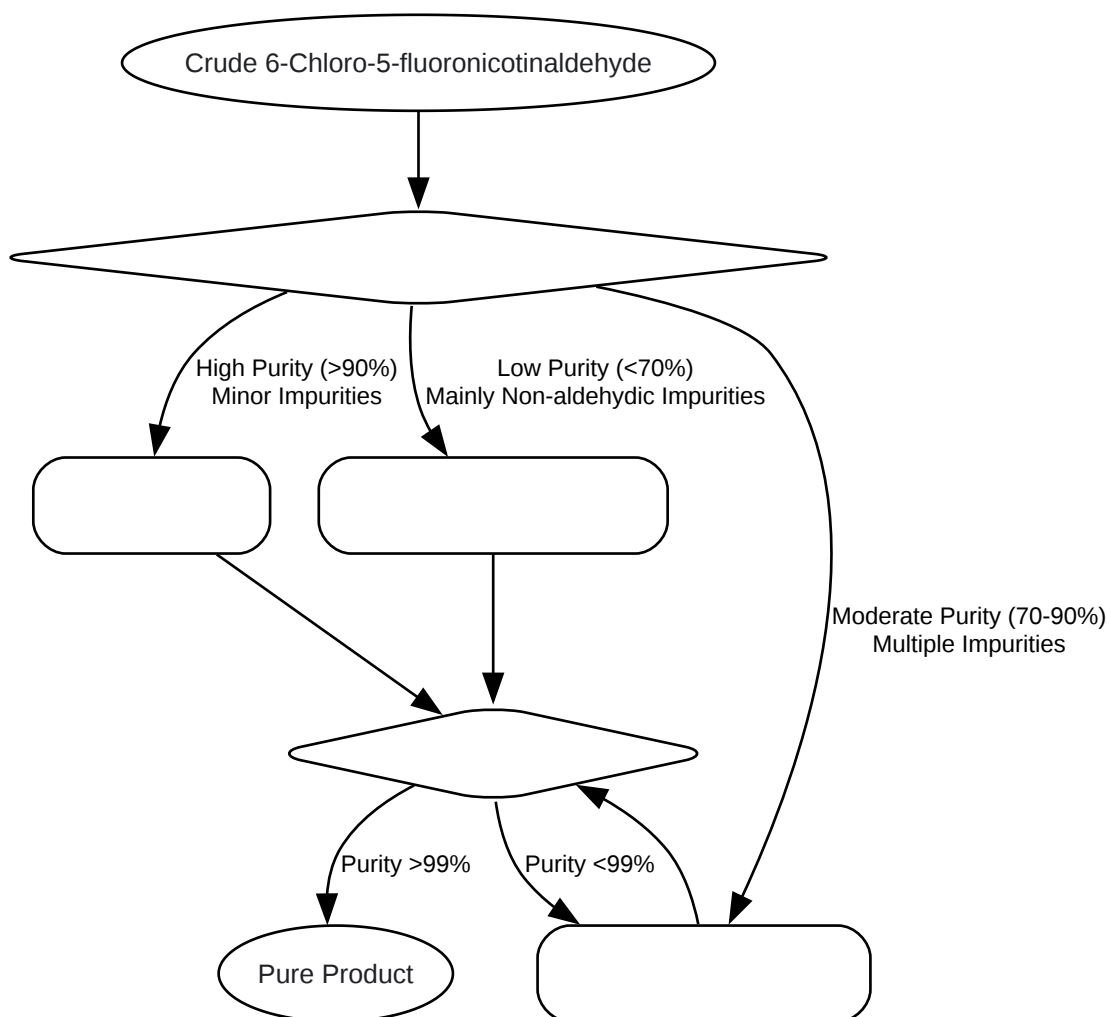 Crude 6-Chloro-5-fluoronicotinaldehyde
High Purity (>90%)
Minor Impurities
Low Purity (<70%)
Mainly Non-aldehydic Impurities
Moderate Purity (70-90%)
Multiple Impurities
Purity >99%
Purity <99%
Pure Product